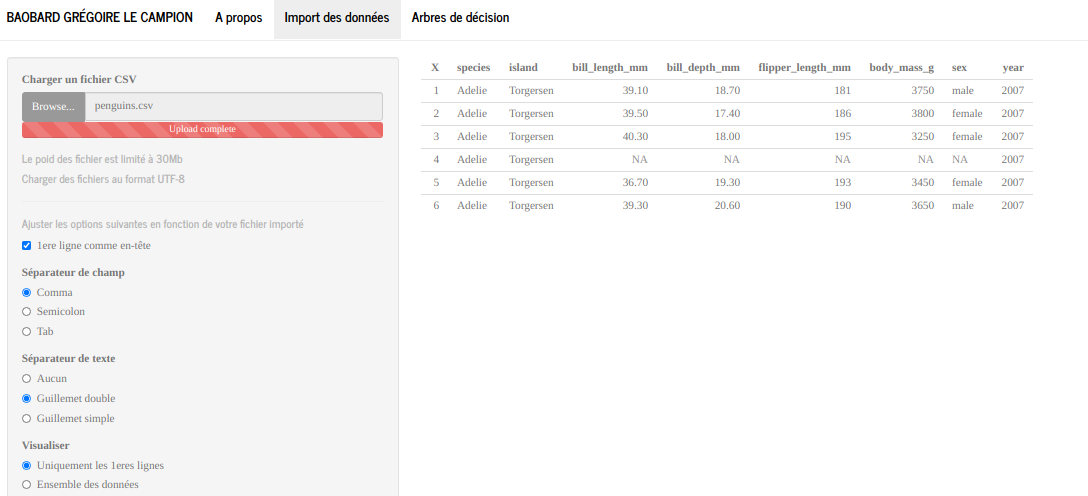 BAOBARD GRÉGOIRE LE CAMPION A propos Import des données Arbres de décision
Charger un fichier CSV
Browse... penguins.csv
Upload complete
Le poid des fichier est limité à 30Mb
Charger des fichiers au format UTF-8
Ajuster les options suivantes en fonction de votre fichier importé
1ere ligne comme en-tête
Séparateur de champ
Comma
Semicolon
Tab
Séparateur de texte
Aucun
Guillemet double
Guillemet simple
Visualiser
Uniquement les 1eres lignes
Ensemble des données
X species island bill_length_mm bill_depth_mm flipper_length_mm body_mass_g sex year
1 Adelie Torgersen 39.10 18.70 181 3750 male 2007
2 Adelie Torgersen 39.50 17.40 186 3800 female 2007
3 Adelie Torgersen 40.30 18.00 195 3250 female 2007
4 Adelie Torgersen NA NA NA NA NA 2007
5 Adelie Torgersen 36.70 19.30 193 3450 female 2007
6 Adelie Torgersen 39.30 20.60 190 3650 male 2007